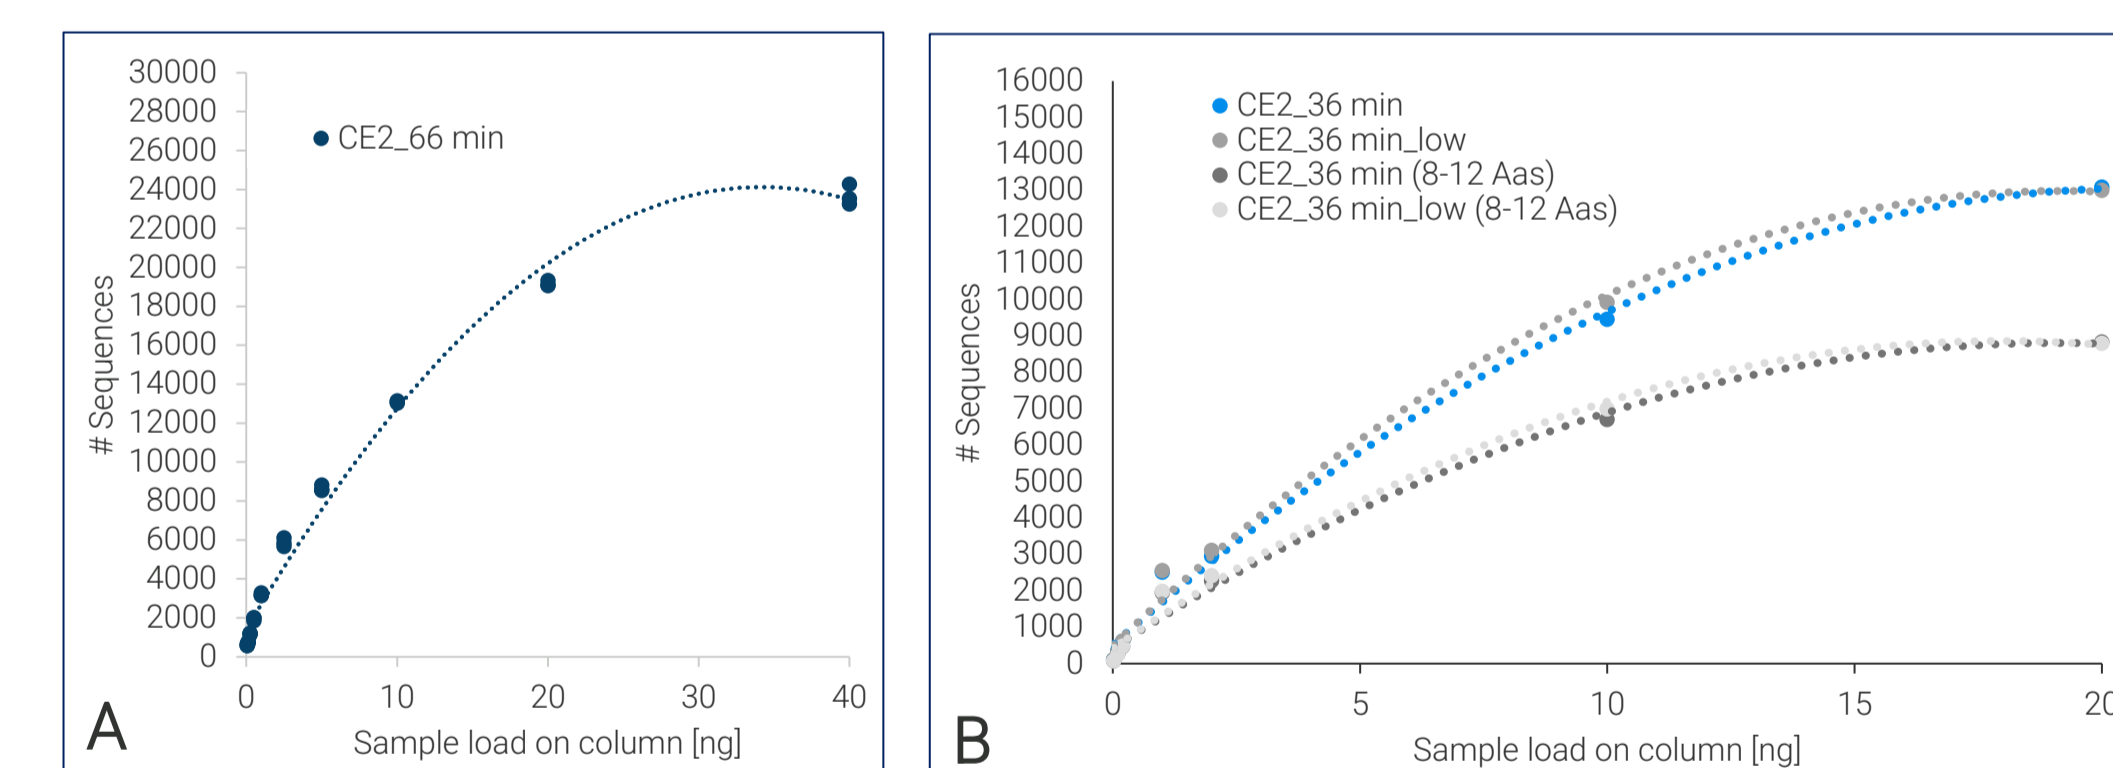 30000
28000
26000
24000
22000
20000
18000
16000
14000
12000
10000
8000
6000
4000
2000
0
# Sequences
CE2_66 min
0 10 20 30 40
Sample load on column [ng]
A
16000
15000
14000
13000
12000
11000
10000
9000
8000
7000
6000
5000
4000
3000
2000
1000
0
# Sequences
CE2_36 min
CE2_36 min_low
CE2_36 min (8-12 Aas)
CE2_36 min_low (8-12 Aas)
0 5 10 15 20
Sample load on column [ng]
B